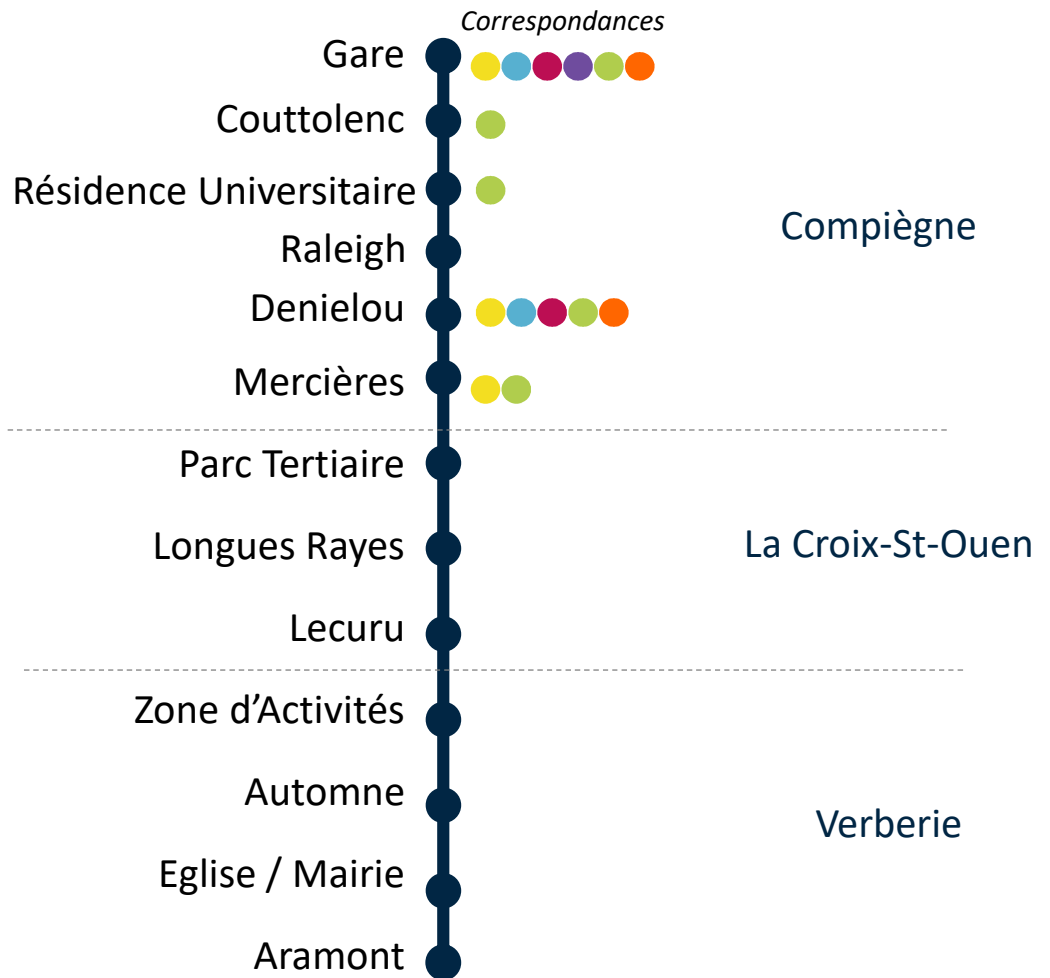 Correspondances
Gare
Couttolenc
Résidence Universitaire
Compiègne
Raleigh
Denielou
Mercières
Parc Tertiaire
Longues Rayes
La Croix-St-Ouen
Lecuru
Zone d’Activités
Automne
Verberie
Eglise / Mairie
Aramont